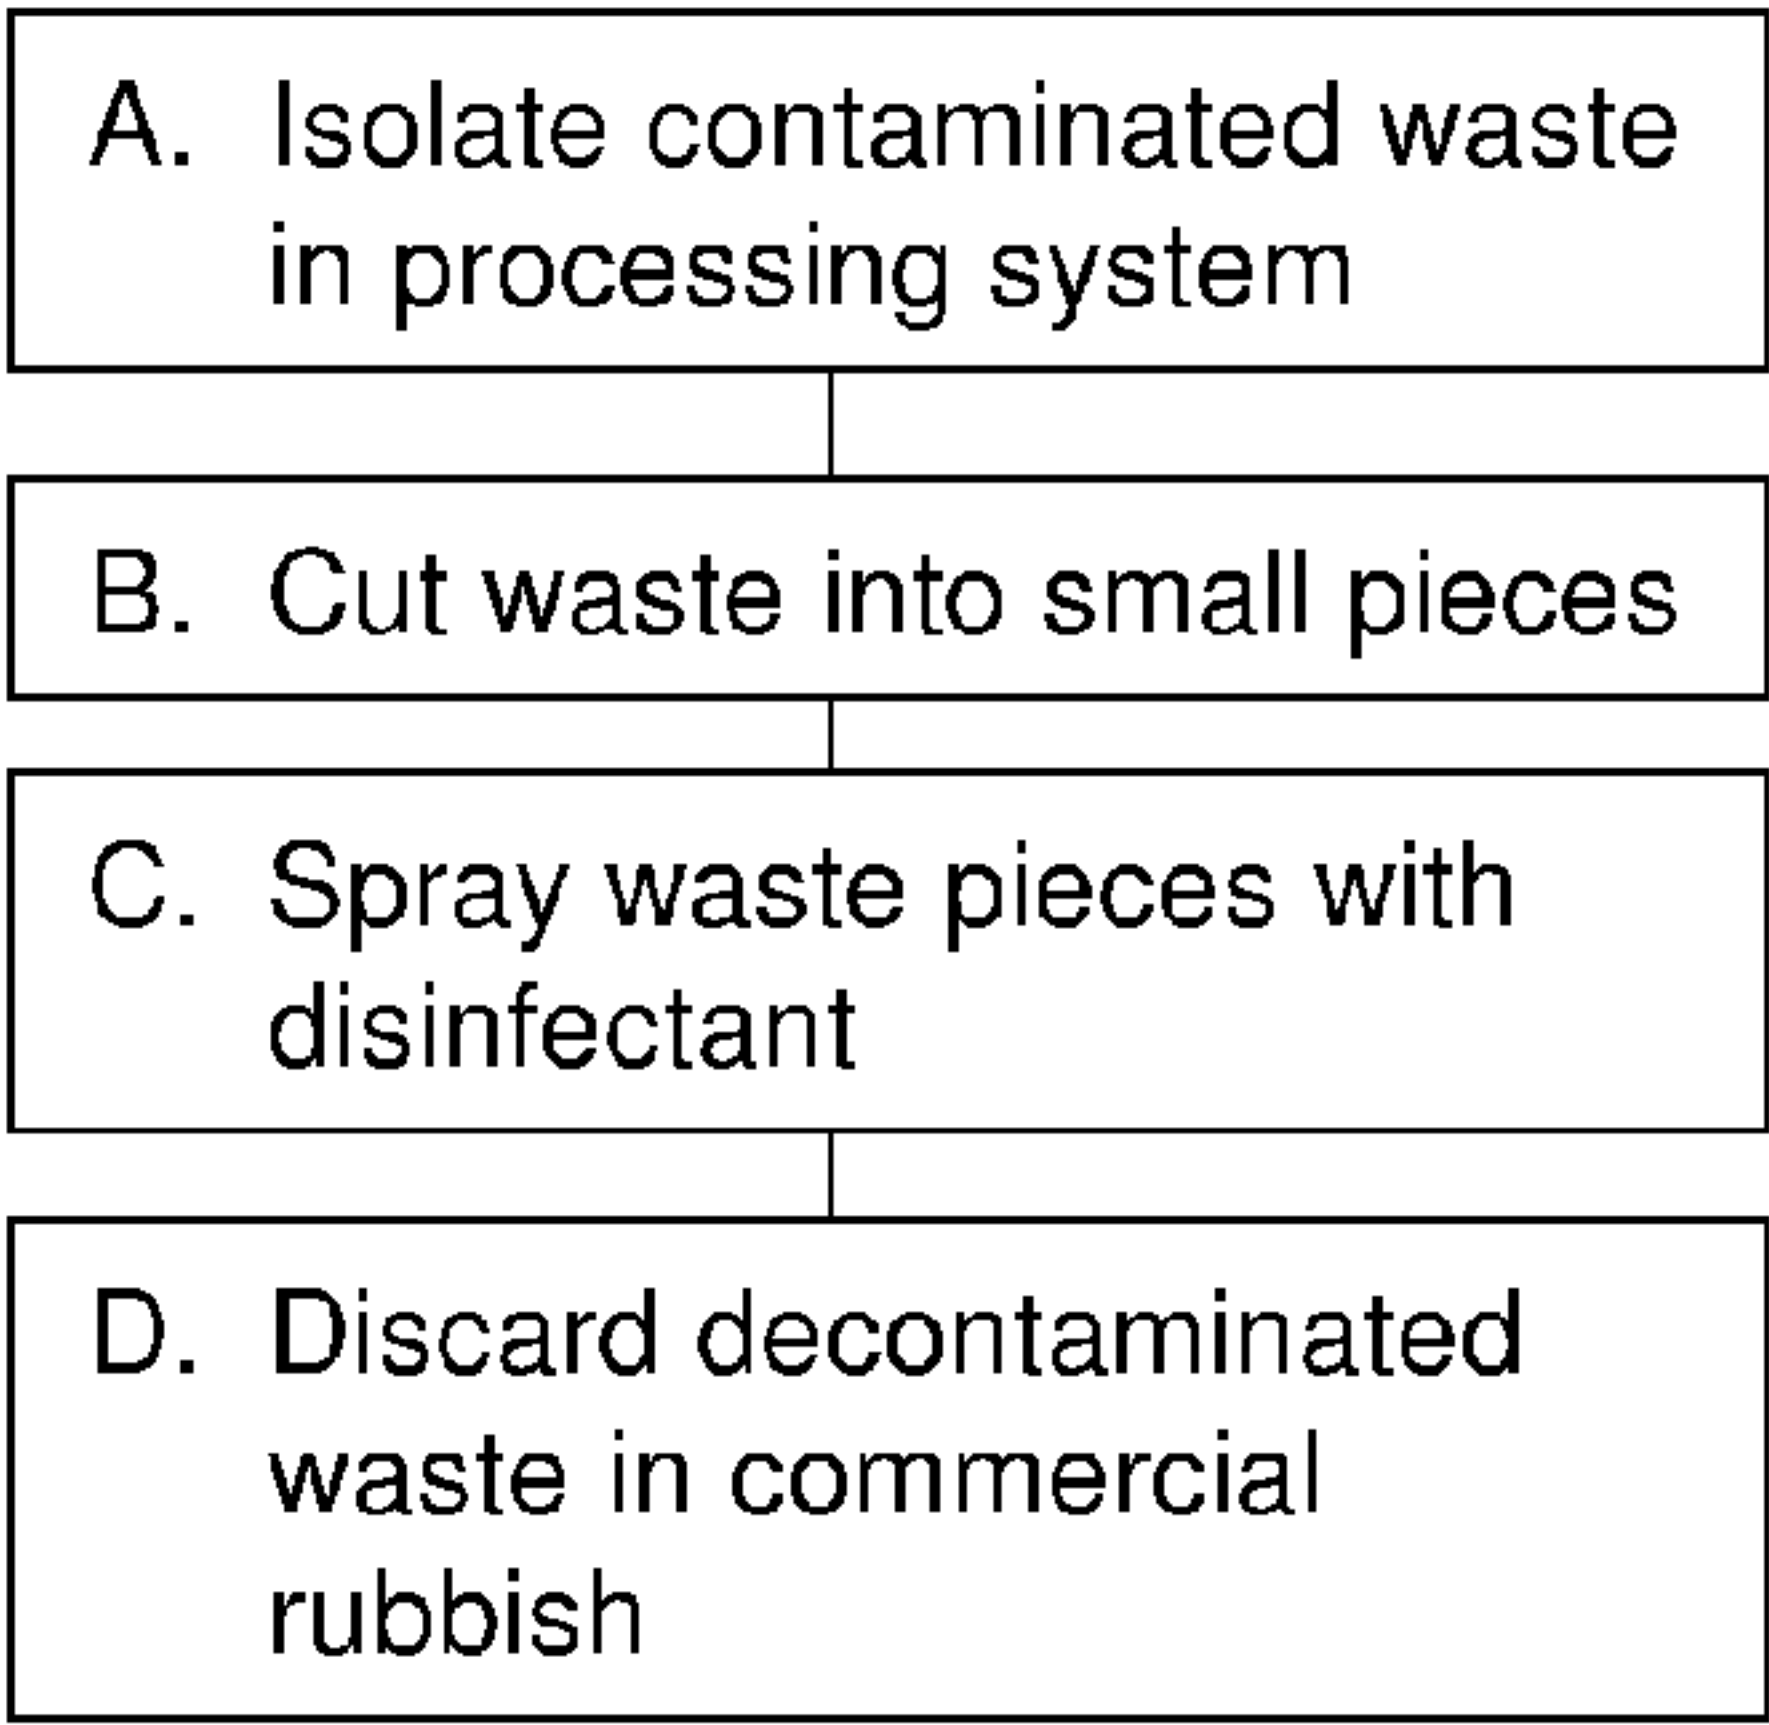 A. Isolate contaminated waste
in processing system
B. Cut waste into small pieces
C. Spray waste pieces with
disinfectant
D. Discard decontaminated
waste in commercial
rubbish